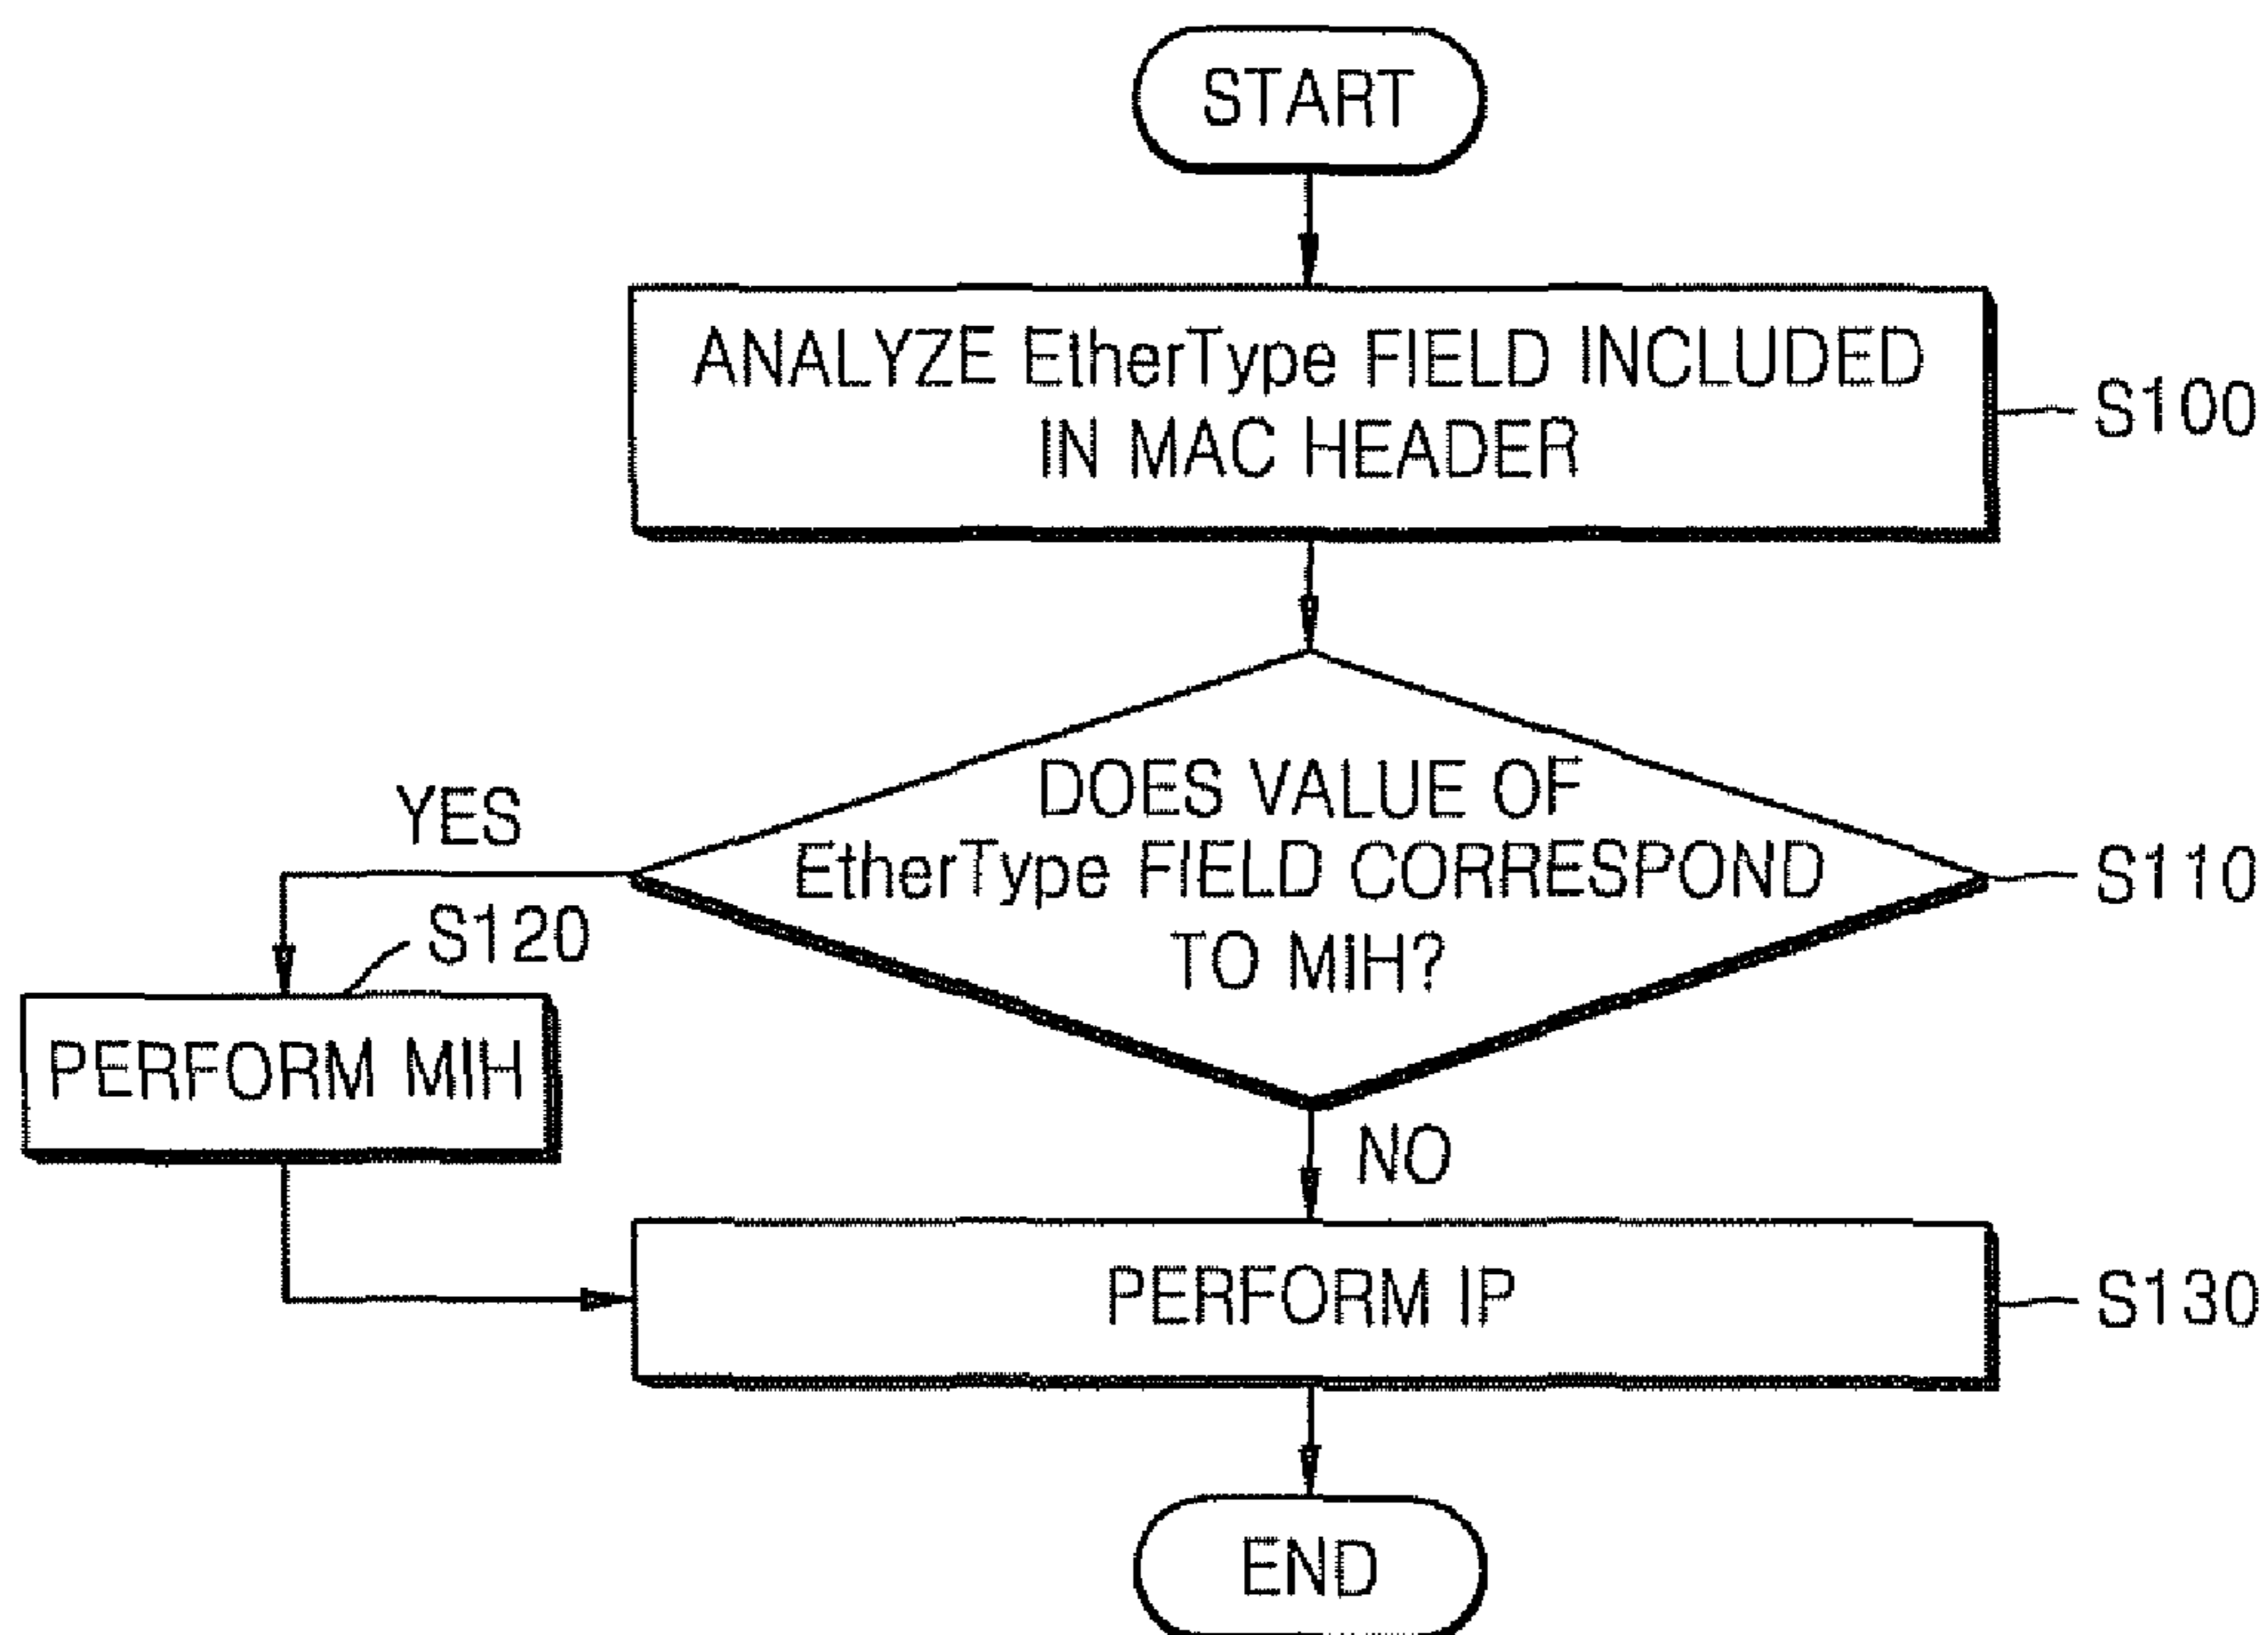 START
ANALYZE EtherType FIELD INCLUDED
IN MAC HEADER
S100
DOES VALUE OF
EtherType FIELD CORRESPOND
TO MIH?
S110
YES
S120
PERFORM MIH
NO
PERFORM IP
S130
END